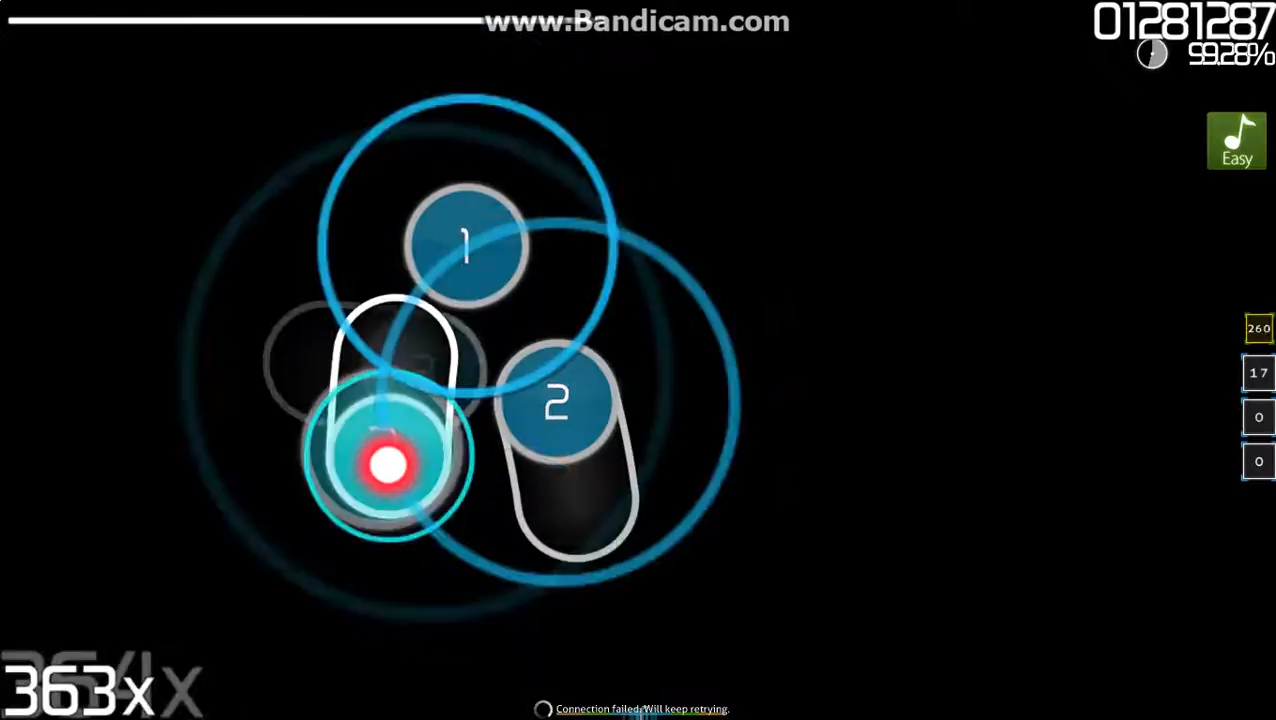 www.Bandicam.com
01281287
99.28%
Easy
1
2
260
17
0
0
363x
Connection failed. Will keep retrying.